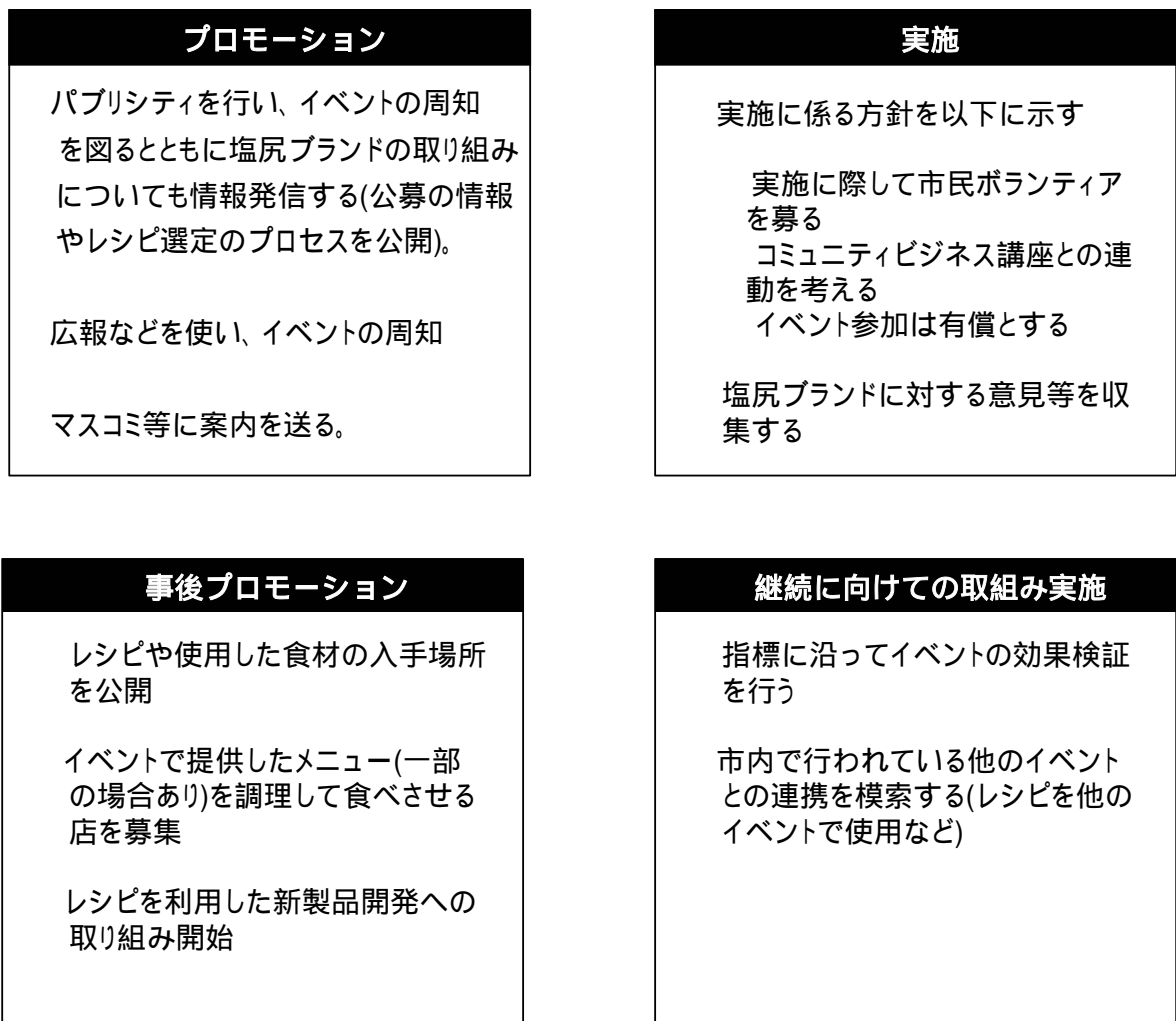 プロモーション
パブリシティを行い、イベントの周知
を図るとともに塩尻ブランドの取り組み
についても情報発信する(公募の情報
やレシピ選定のプロセスを公開)。
広報などを使い、イベントの周知
マスコミ等に案内を送る。
実施
実施に係る方針を以下に示す
実施に際して市民ボランティア
を募る
コミュニティビジネス講座との連
動を考える
イベント参加は有償とする
塩尻ブランドに対する意見等を収
集する
事後プロモーション
レシピや使用した食材の入手場所
を公開
イベントで提供したメニュー(一部
の場合あり)を調理して食べさせる
店を募集
レシピを利用した新製品開発への
取り組み開始
継続に向けての取組み実施
指標に沿ってイベントの効果検証
を行う
市内で行われている他のイベント
との連携を模索する(レシピを他の
イベントで使用など)